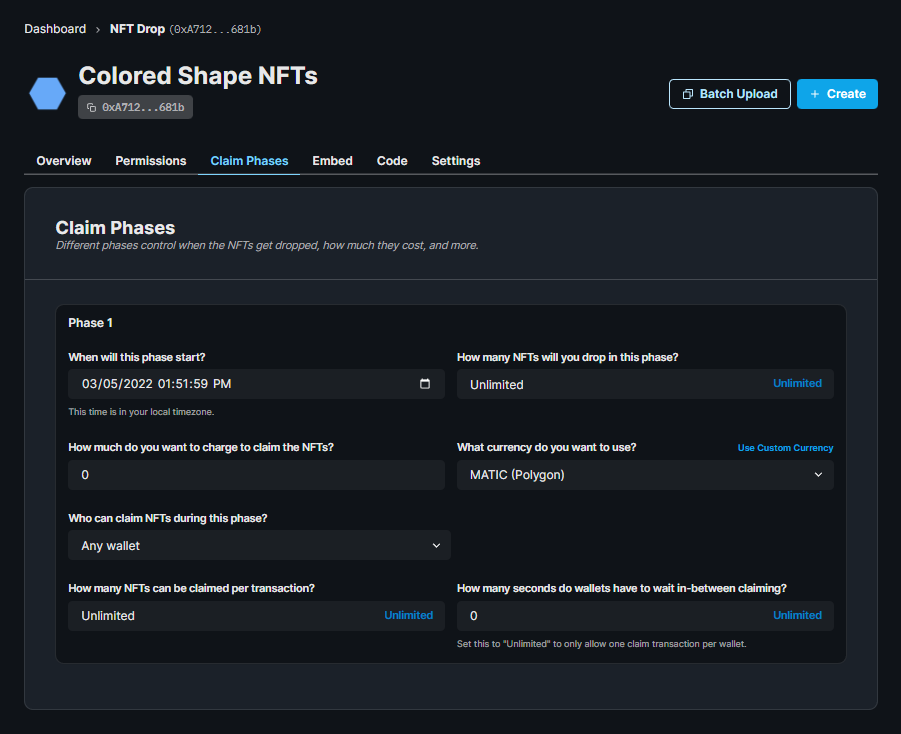 Dashboard > NFT Drop (0xA712...681b)
Colored Shape NFTs
0xA712...681b
Batch Upload
+ Create
Overview Permissions Claim Phases Embed Code Settings
Claim Phases
Different phases control when the NFTs get dropped, how much they cost, and more.
Phase 1
When will this phase start?
03/05/2022 01:51:59 PM
This time is in your local timezone.
How many NFTs will you drop in this phase?
Unlimited Unlimited
How much do you want to charge to claim the NFTs?
0
What currency do you want to use? Use Custom Currency
MATIC (Polygon)
Who can claim NFTs during this phase?
Any wallet
How many NFTs can be claimed per transaction?
Unlimited Unlimited
How many seconds do wallets have to wait in-between claiming?
0 Unlimited
Set this to "Unlimited" to only allow one claim transaction per wallet.